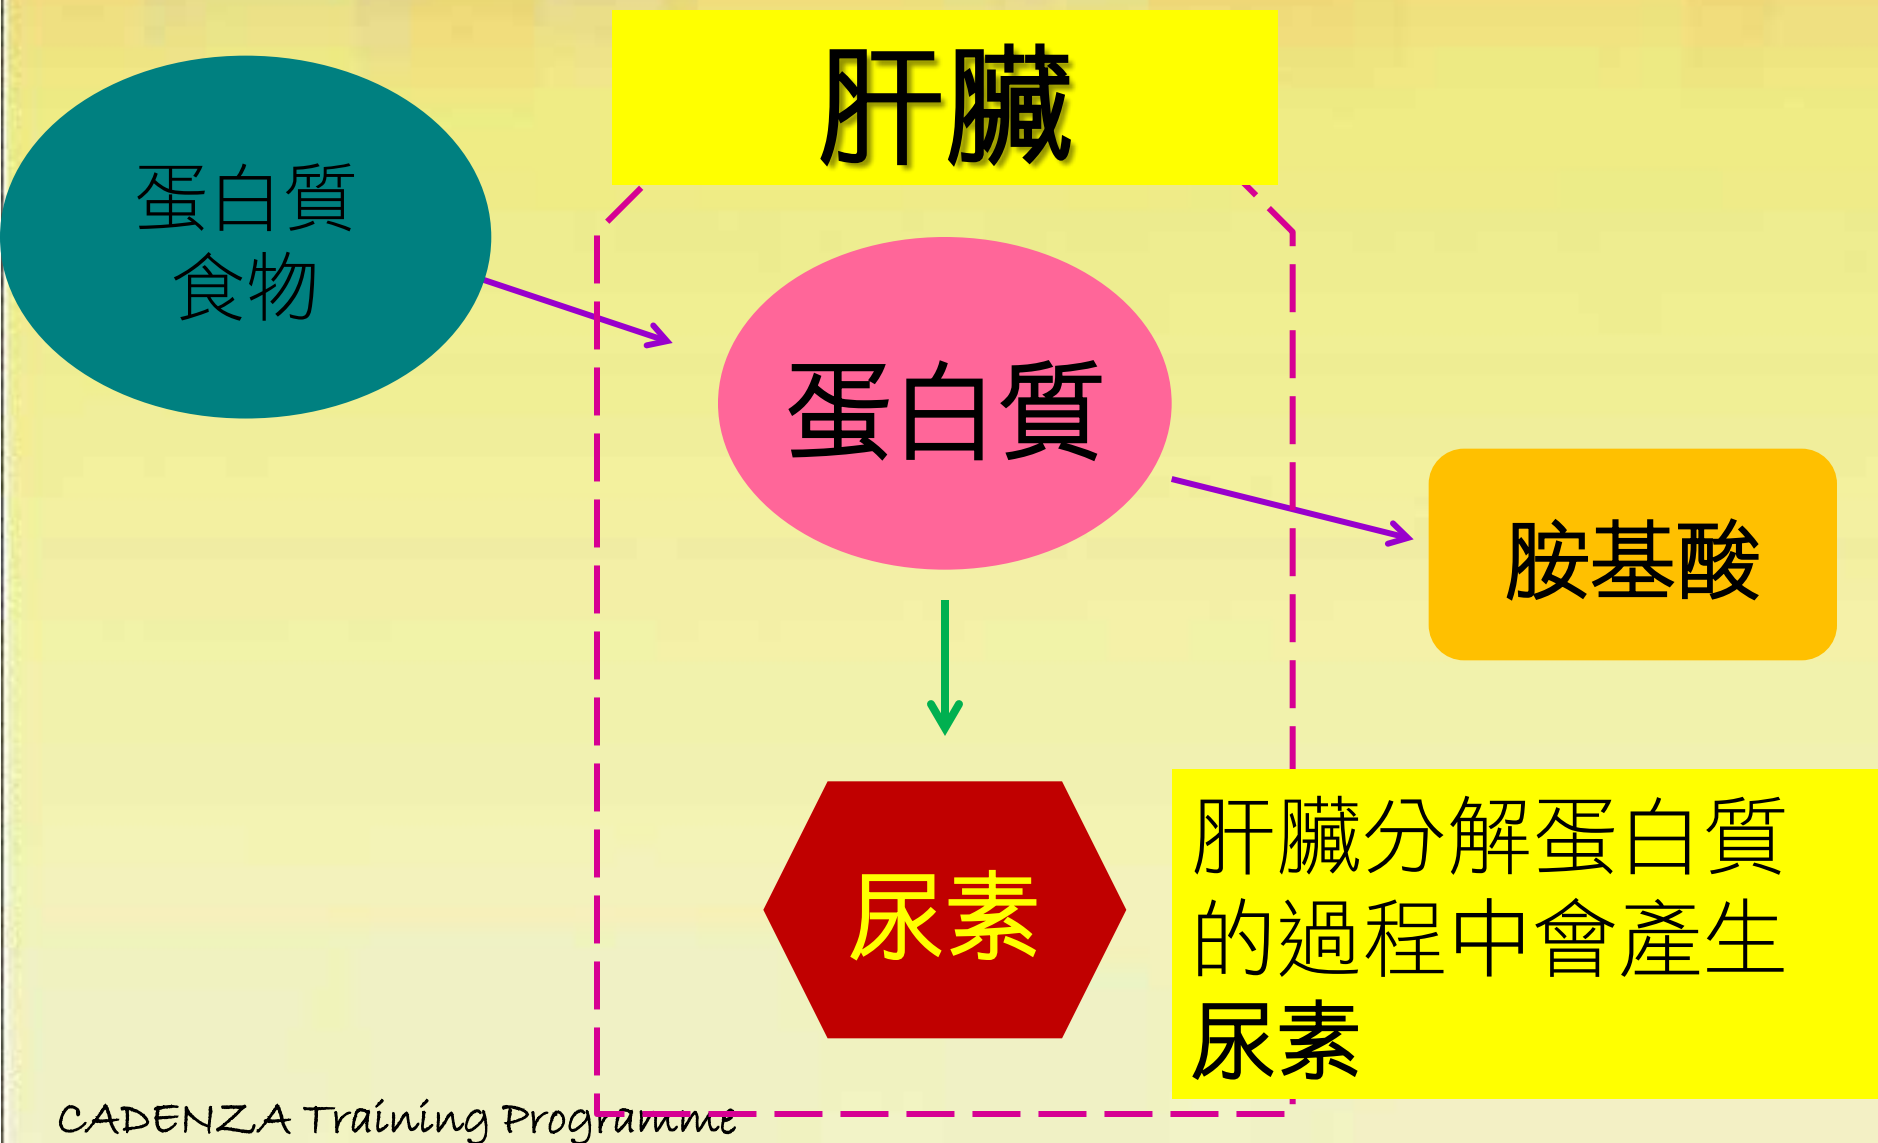 肝臟
蛋白質
食物
蛋白質
胺基酸
尿素
肝臟分解蛋白質
的過程中會產生
尿素
CADENZA Training Programme